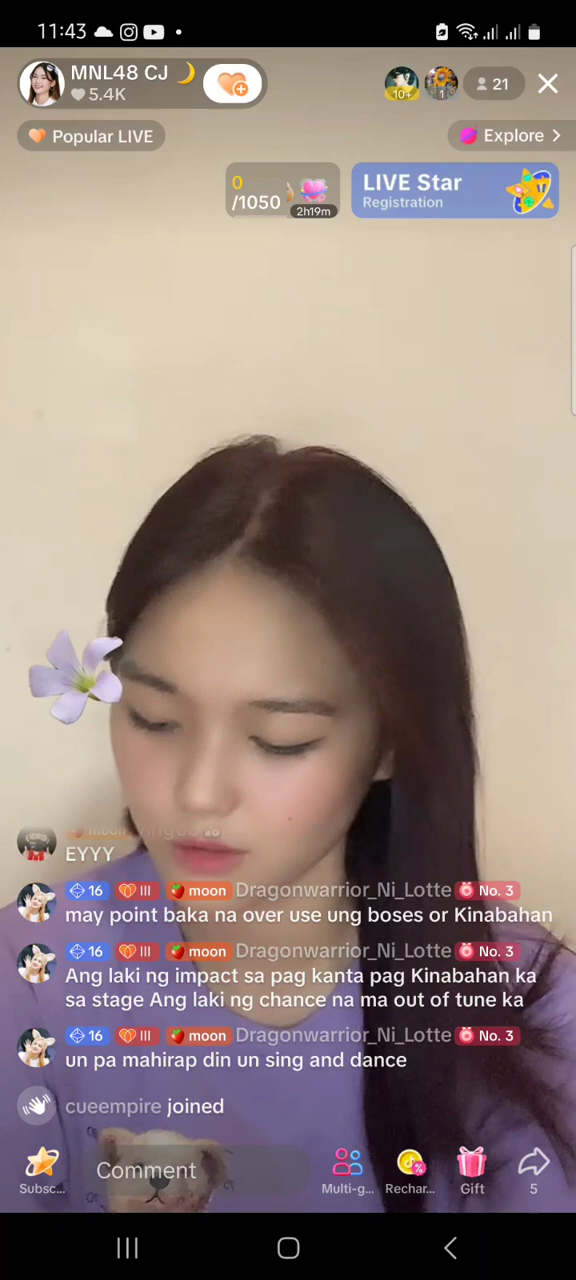 11:43
MNL48 CJ 🌙
5.4K
10+
1
21
Popular LIVE
Explore >
0
/1050
2h19m
LIVE Star
Registration
moon
EYYY
16 III moon Dragonwarrior_Ni_Lotte No. 3
may point baka na over use ung boses or Kinabahan
16 III moon Dragonwarrior_Ni_Lotte No. 3
Ang laki ng impact sa pag kanta pag Kinabahan ka
sa stage Ang laki ng chance na ma out of tune ka
16 III moon Dragonwarrior_Ni_Lotte No. 3
un pa mahirap din un sing and dance
cueempire joined
Comment
Subsc...
Multi-g...
Rechar...
Gift
5